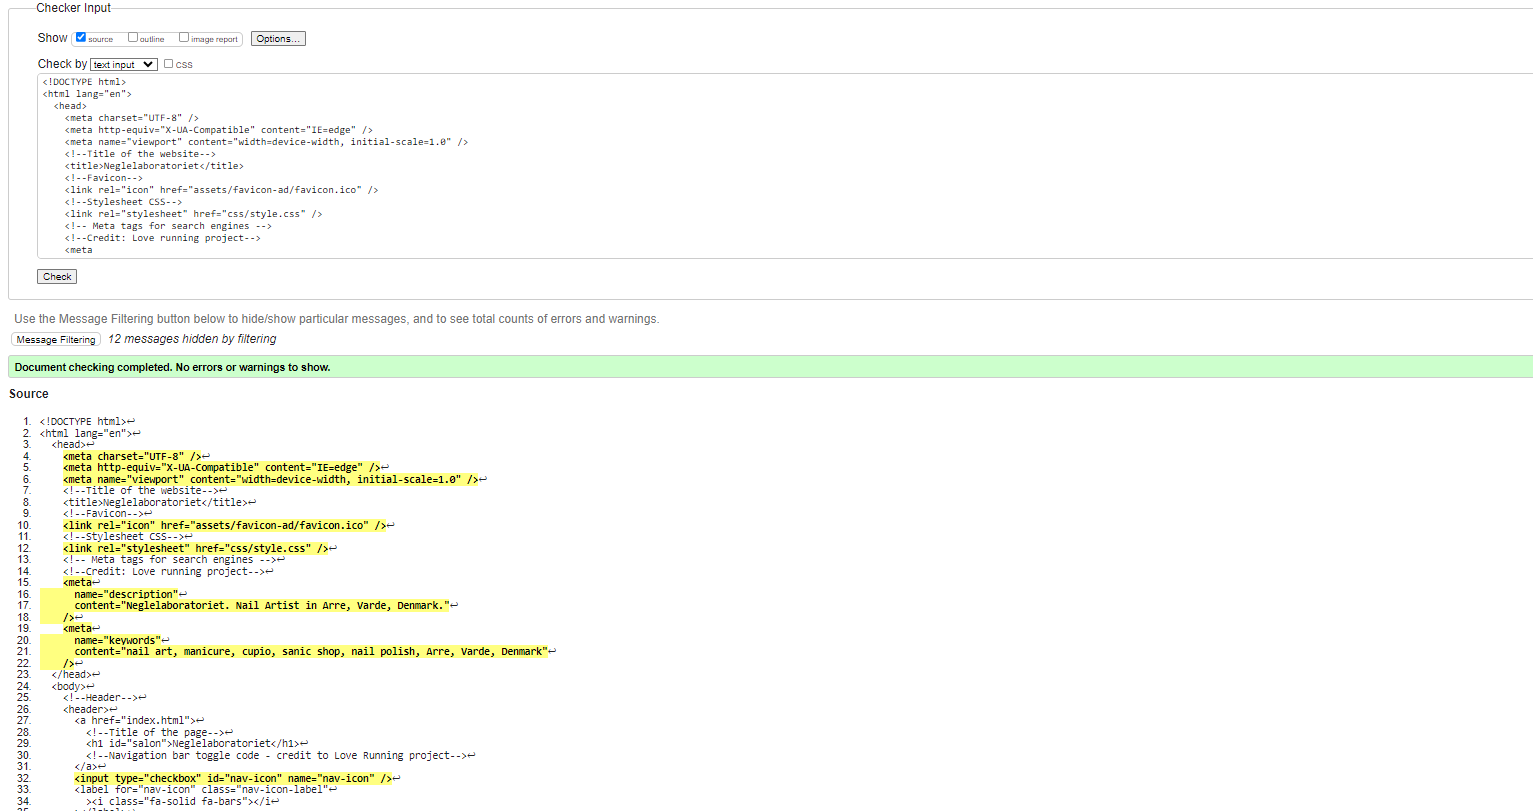 Checker Input
Show source outline image report Options...
Check by text input css
<!DOCTYPE html>
<html lang="en">
<head>
<meta charset="UTF-8" />
<meta http-equiv="X-UA-Compatible" content="IE=edge" />
<meta name="viewport" content="width=device-width, initial-scale=1.0" />
<!--Title of the website-->
<title>Neglelaboratoriet</title>
<!--Favicon-->
<link rel="icon" href="assets/favicon-ad/favicon.ico" />
<!--Stylesheet CSS-->
<link rel="stylesheet" href="css/style.css" />
<!-- Meta tags for search engines -->
<!--Credit: Love running project-->
<meta
Check
Use the Message Filtering button below to hide/show particular messages, and to see total counts of errors and warnings.
Message Filtering 12 messages hidden by filtering
Document checking completed. No errors or warnings to show.
Source
1. <!DOCTYPE html>↩
2. <html lang="en">↩
3. <head>↩
4. <meta charset="UTF-8" />↩
5. <meta http-equiv="X-UA-Compatible" content="IE=edge" />↩
6. <meta name="viewport" content="width=device-width, initial-scale=1.0" />↩
7. <!--Title of the website-->↩
8. <title>Neglelaboratoriet</title>↩
9. <!--Favicon-->↩
10. <link rel="icon" href="assets/favicon-ad/favicon.ico" />↩
11. <!--Stylesheet CSS-->↩
12. <link rel="stylesheet" href="css/style.css" />↩
13. <!-- Meta tags for search engines -->↩
14. <!--Credit: Love running project-->↩
15. <meta↩
16. name="description"↩
17. content="Neglelaboratoriet. Nail Artist in Arre, Varde, Denmark."↩
18. />↩
19. <meta↩
20. name="keywords"↩
21. content="nail art, manicure, cupio, sanic shop, nail polish, Arre, Varde, Denmark"↩
22. />↩
23. </head>↩
24. <body>↩
25. <!--Header-->↩
26. <header>↩
27. <a href="index.html">↩
28. <!--Title of the page-->↩
29. <h1 id="salon">Neglelaboratoriet</h1>↩
30. <!--Navigation bar toggle code - credit to Love Running project-->↩
31. </a>↩
32. <input type="checkbox" id="nav-icon" name="nav-icon" />↩
33. <label for="nav-icon" class="nav-icon-label"↩
34. ><i class="fa-solid fa-bars"></i↩